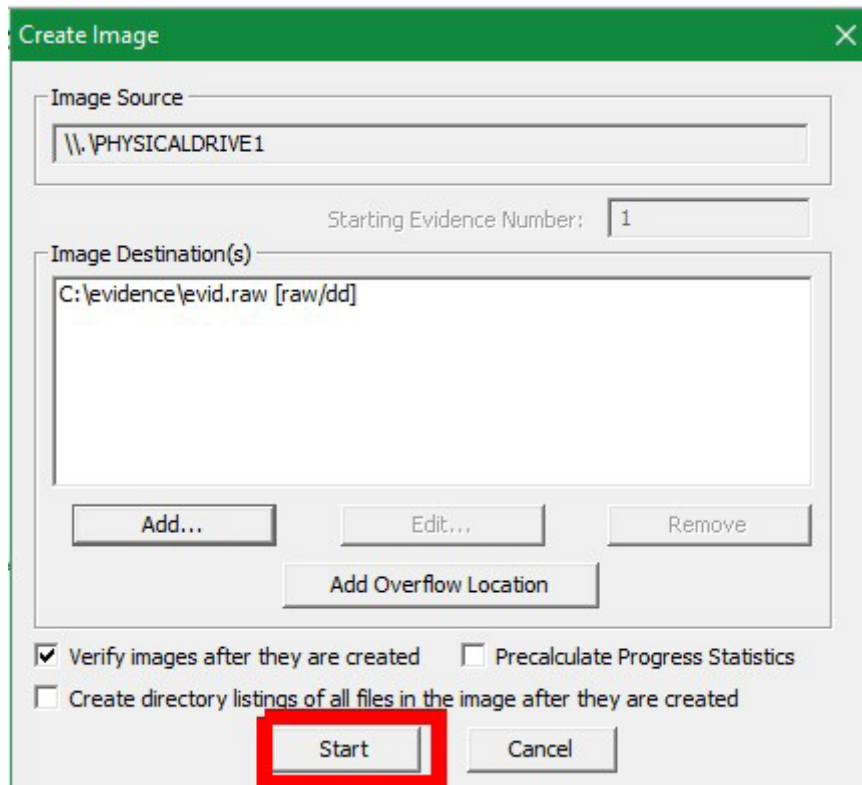 Create Image
Image Source
\\.\PHYSICALDRIVE1
Starting Evidence Number: 1
Image Destination(s)
C:\evidence\evid.raw [raw/dd]
Add... Edit... Remove
Add Overflow Location
Verify images after they are created Precalculate Progress Statistics
Create directory listings of all files in the image after they are created
Start Cancel